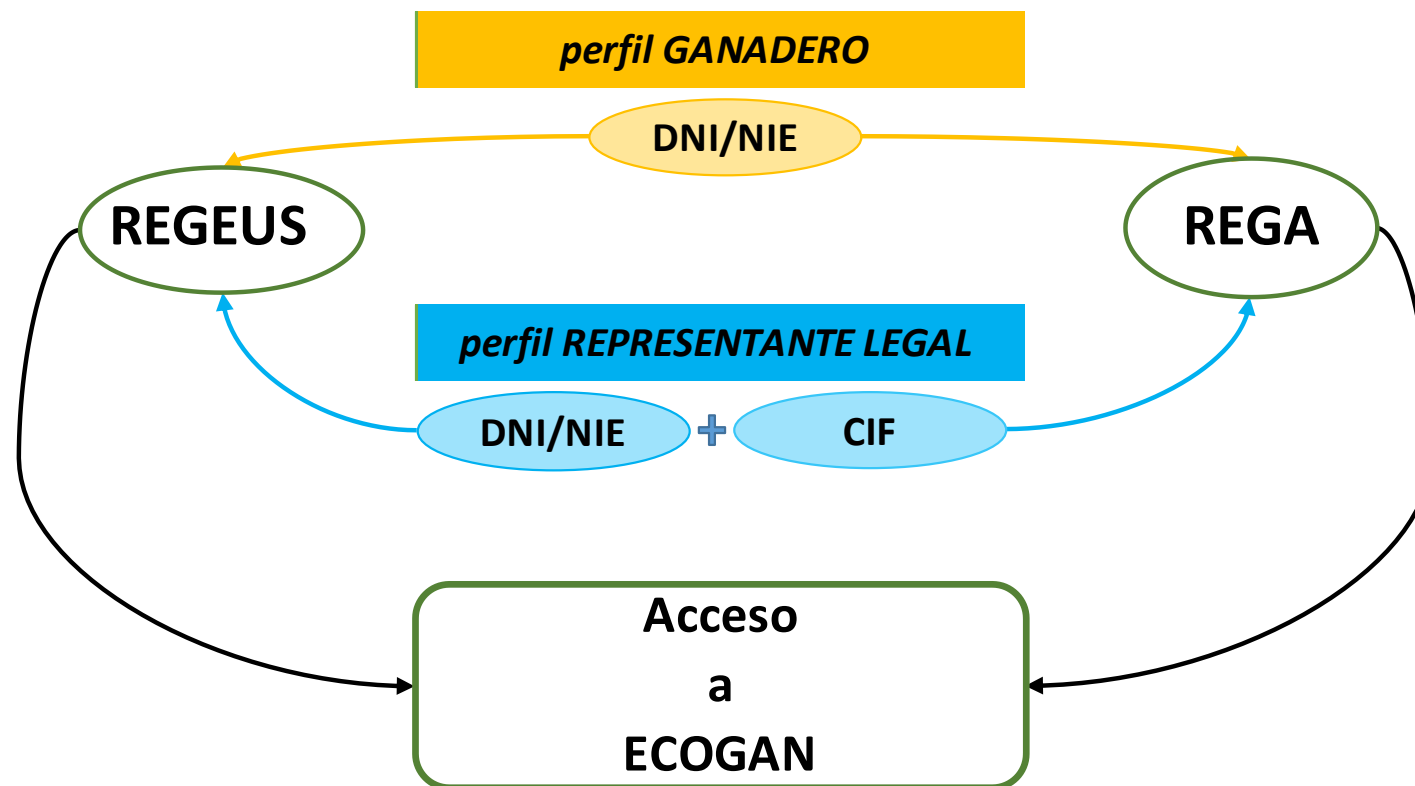 perfil GANADERO
DNI/NIE
REGEUS
REGA
perfil REPRESENTANTE LEGAL
DNI/NIE + CIF
Acceso
a
ECOGAN